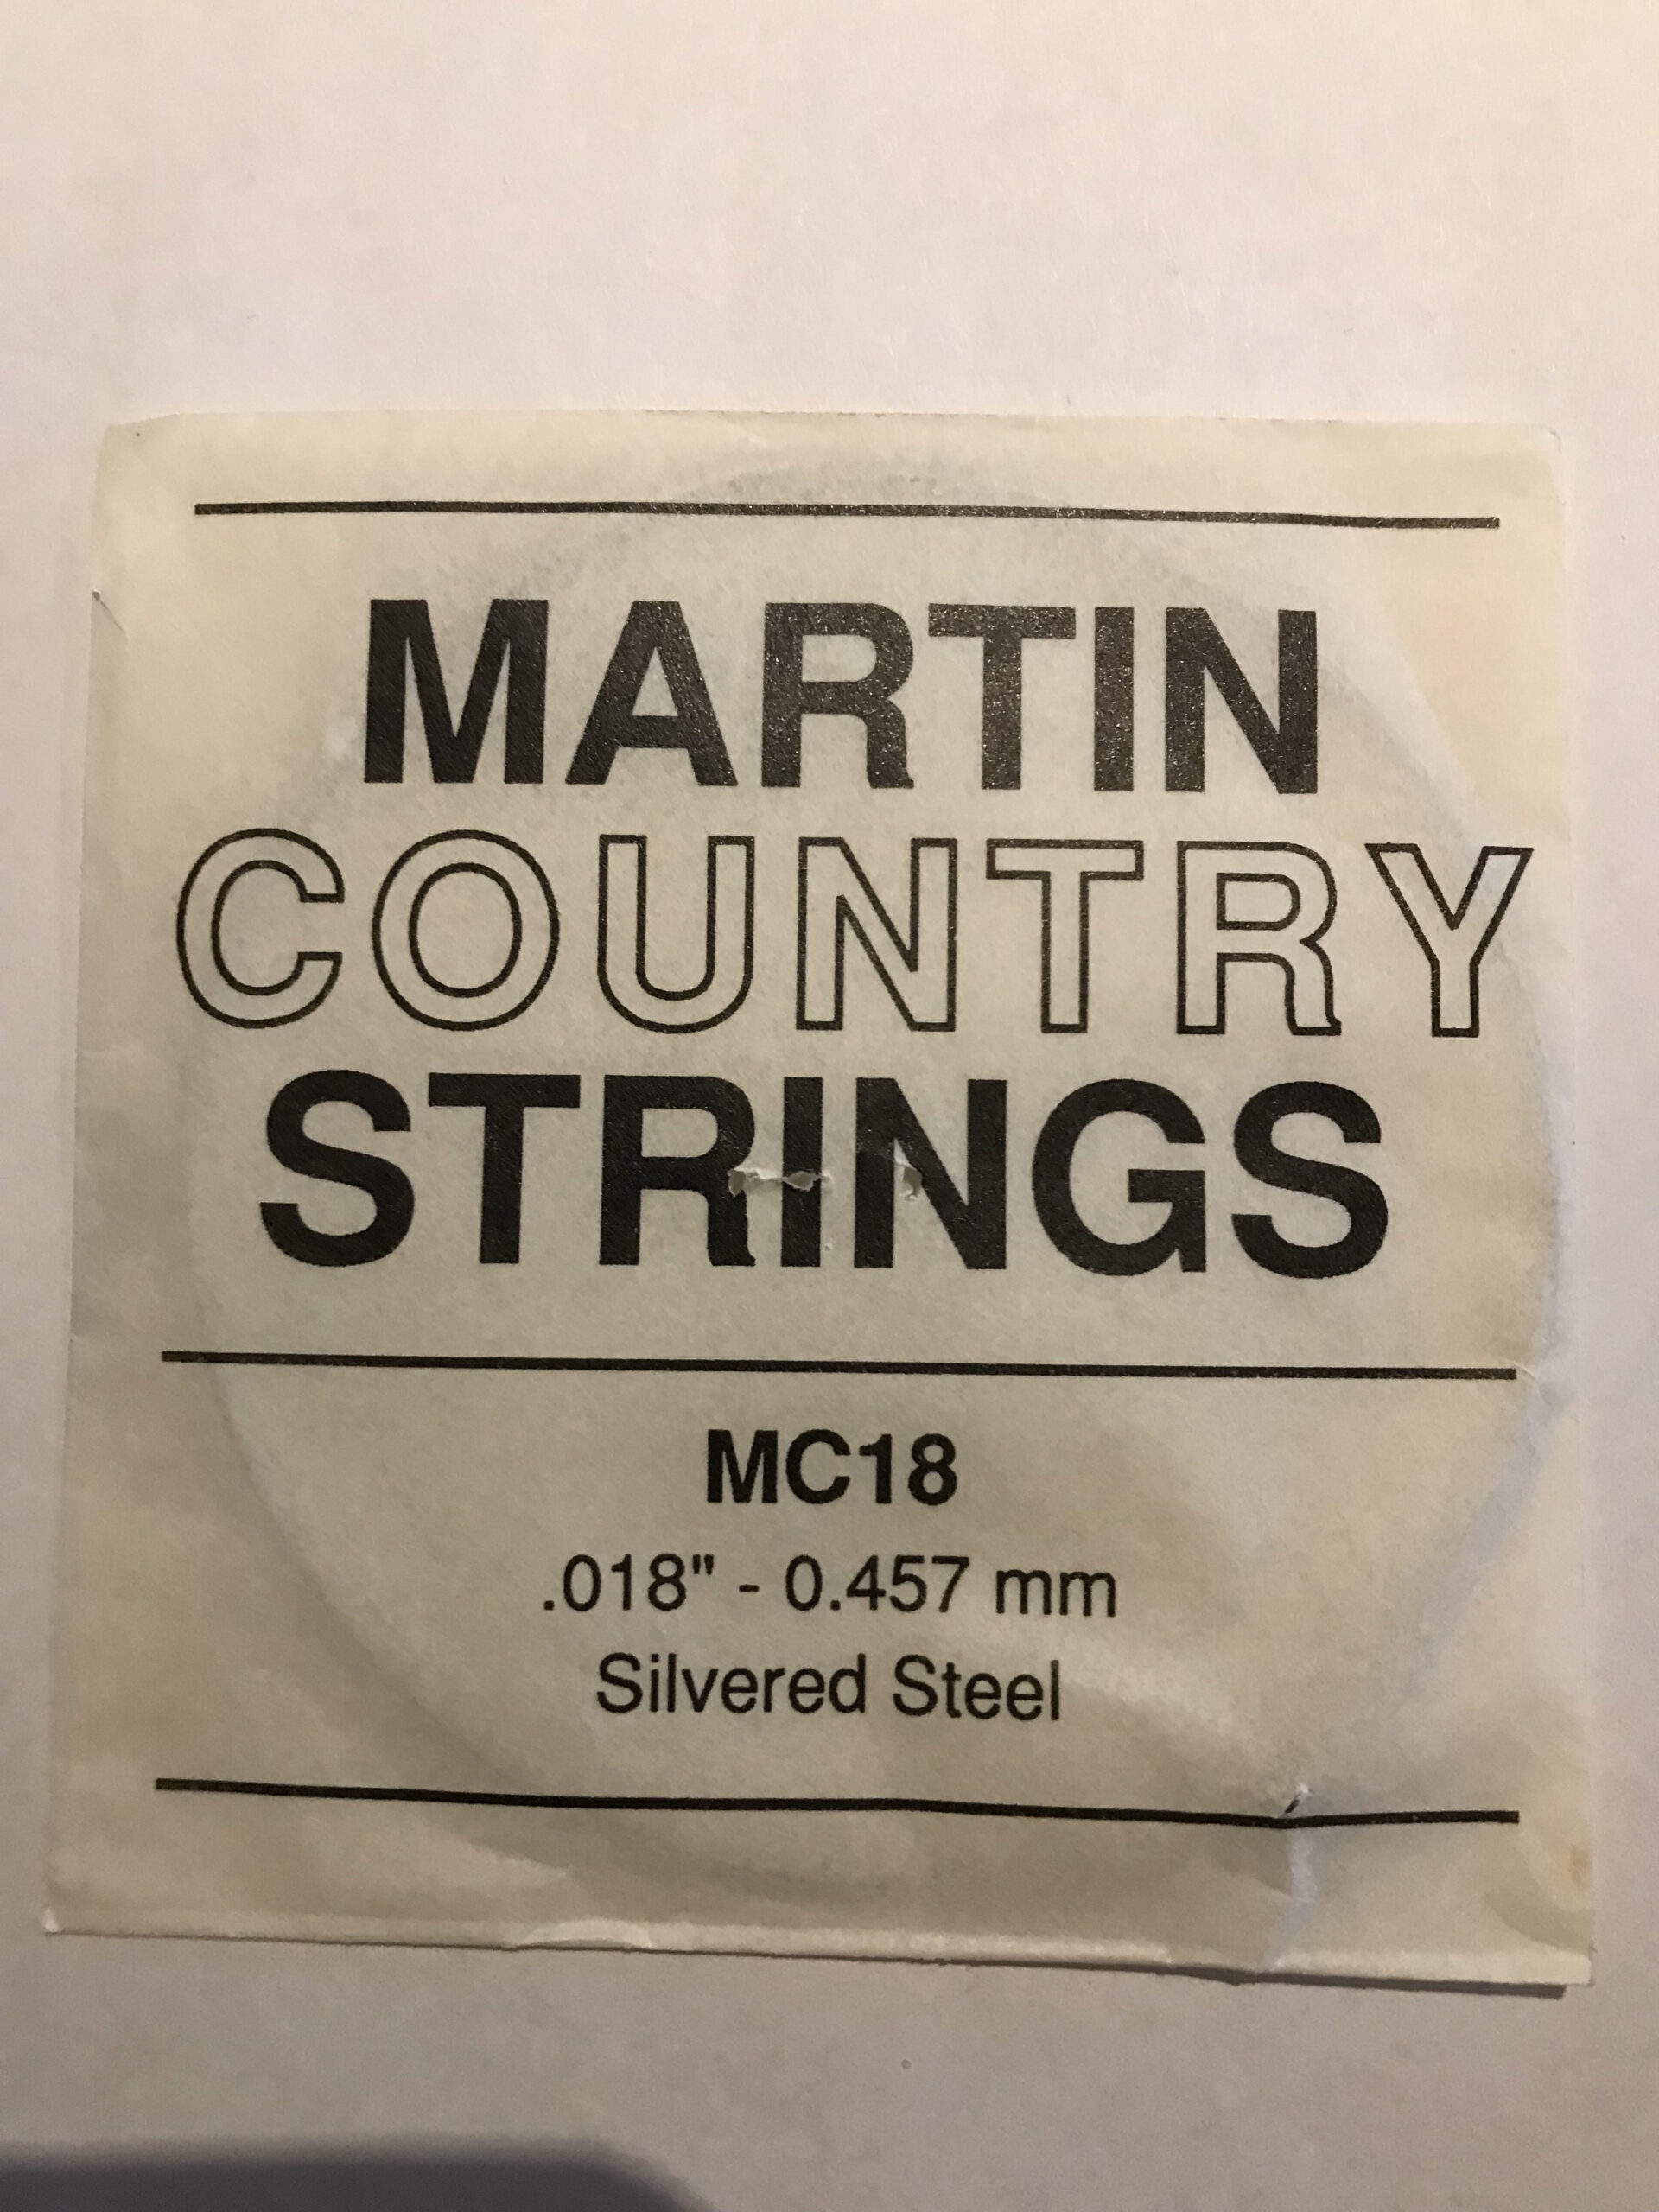 MARTIN
COUNTRY
STRINGS
MC18
.018" - 0.457 mm
Silvered Steel